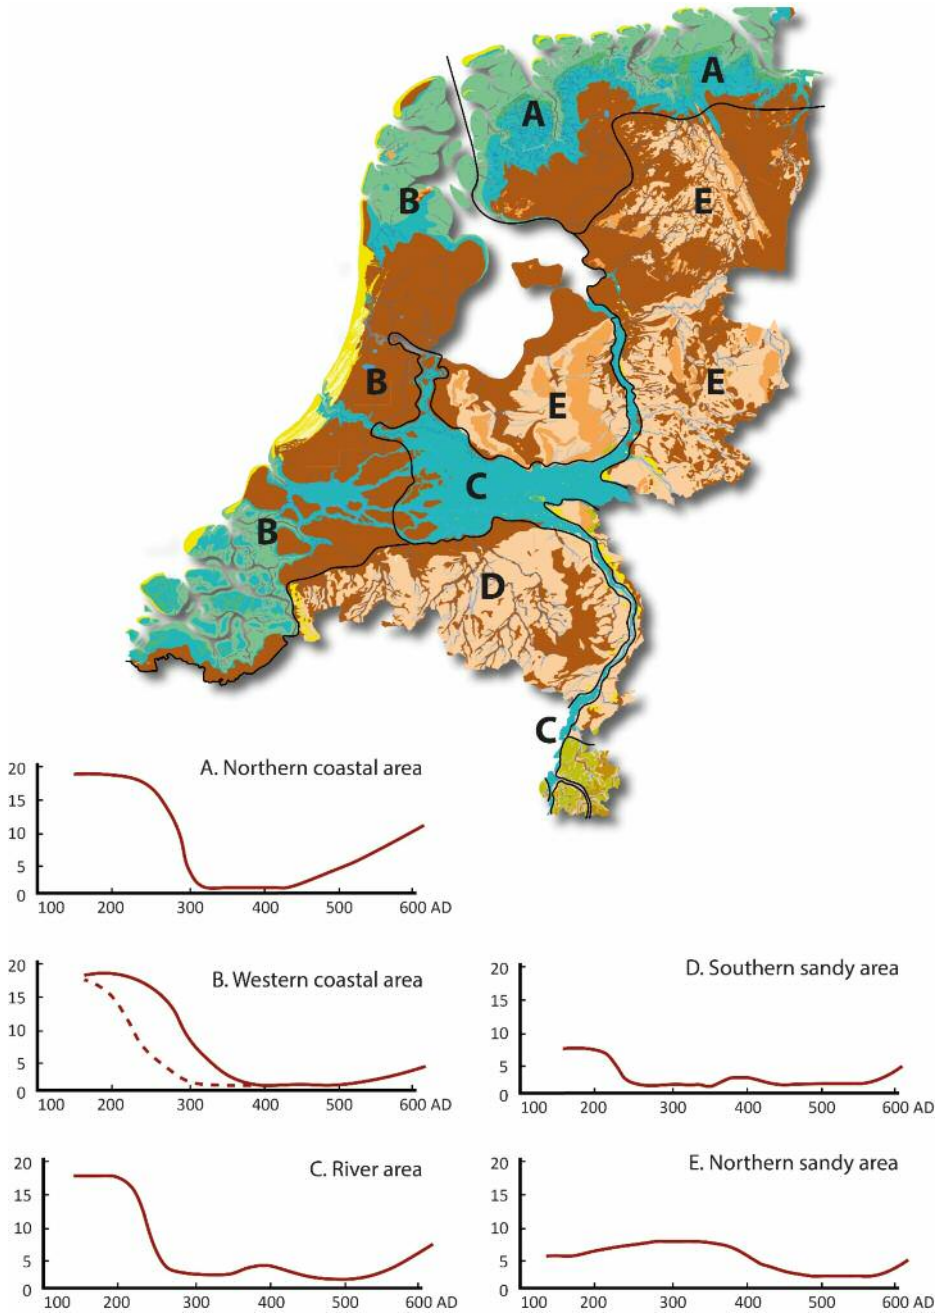 A
A
B
E
B
E
E
C
B
D
C
A. Northern coastal area
20
15
10
5
0
100 200 300 400 500 600 AD
B. Western coastal area
20
15
10
5
0
100 200 300 400 500 600 AD
D. Southern sandy area
20
15
10
5
0
100 200 300 400 500 600 AD
C. River area
20
15
10
5
0
100 200 300 400 500 600 AD
E. Northern sandy area
20
15
10
5
0
100 200 300 400 500 600 AD